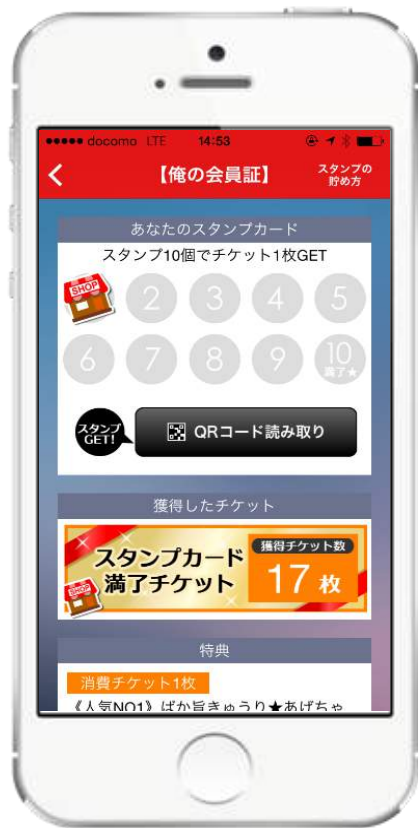 docomo LTE 14:53
【俺の会員証】
スタンプの
貯め方
あなたのスタンプカード
スタンプ10個でチケット1枚GET
SHOP 2 3 4 5
6 7 8 9 10
満了★
スタンプ
GET!
QRコード読み取り
獲得したチケット
スタンプカード
満了チケット
SHOP
獲得チケット数
17 枚
特典
消費チケット1枚
《人気NO1》ばか旨きゅうり★あげちゃ